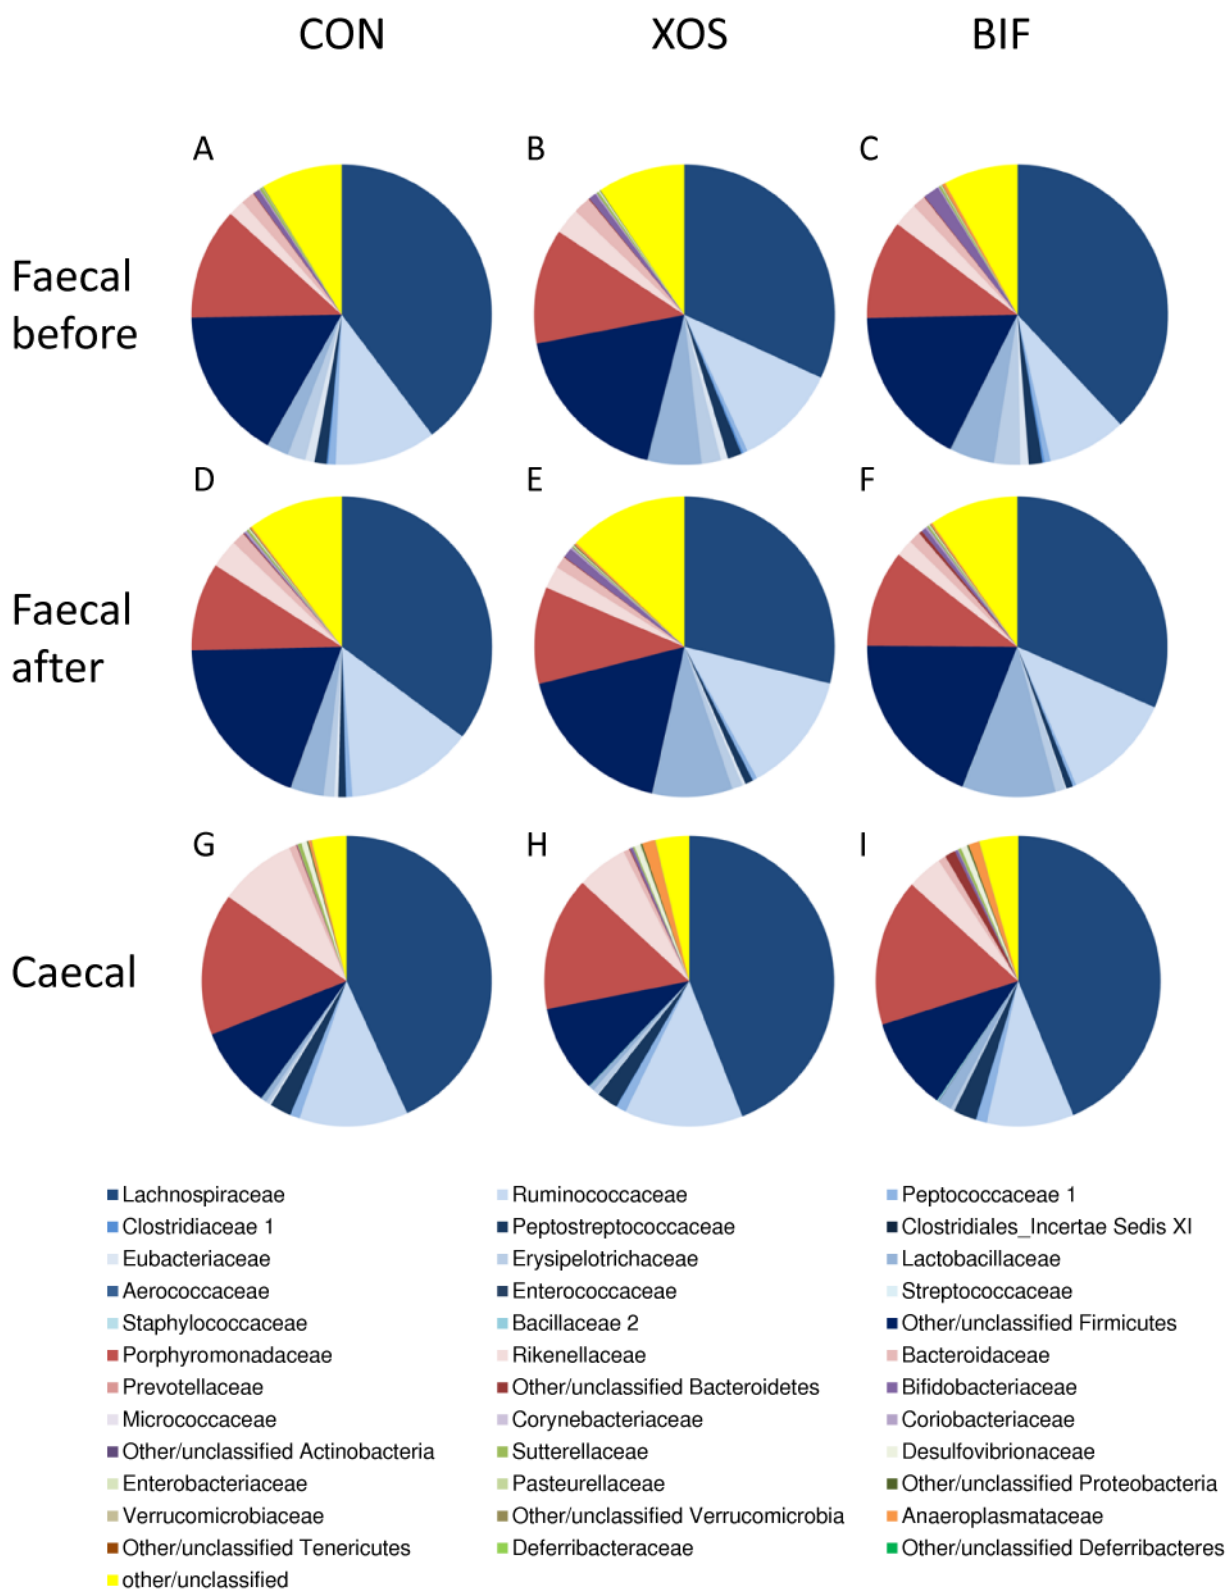 CON XOS BIF
A B C
Faecal
before
D E F
Faecal
after
G H I
Caecal
Lachnospiraceae Ruminococcaceae Peptococcaceae 1
Clostridiaceae 1 Peptostreptococcaceae Clostridiales_Incertae Sedis XI
Eubacteriaceae Erysipelotrichaceae Lactobacillaceae
Aerococcaceae Enterococcaceae Streptococcaceae
Staphylococcaceae Bacillaceae 2 Other/unclassified Firmicutes
Porphyromonadaceae Rikenellaceae Bacteroidaceae
Prevotellaceae Other/unclassified Bacteroidetes Bifidobacteriaceae
Micrococcaceae Corynebacteriaceae Coriobacteriaceae
Other/unclassified Actinobacteria Sutterellaceae Desulfovibrionaceae
Enterobacteriaceae Pasteurellaceae Other/unclassified Proteobacteria
Verrucomicrobiaceae Other/unclassified Verrucomicrobia Anaeroplasmataceae
Other/unclassified Tenericutes Deferribacteraceae Other/unclassified Deferribacteres
other/unclassified